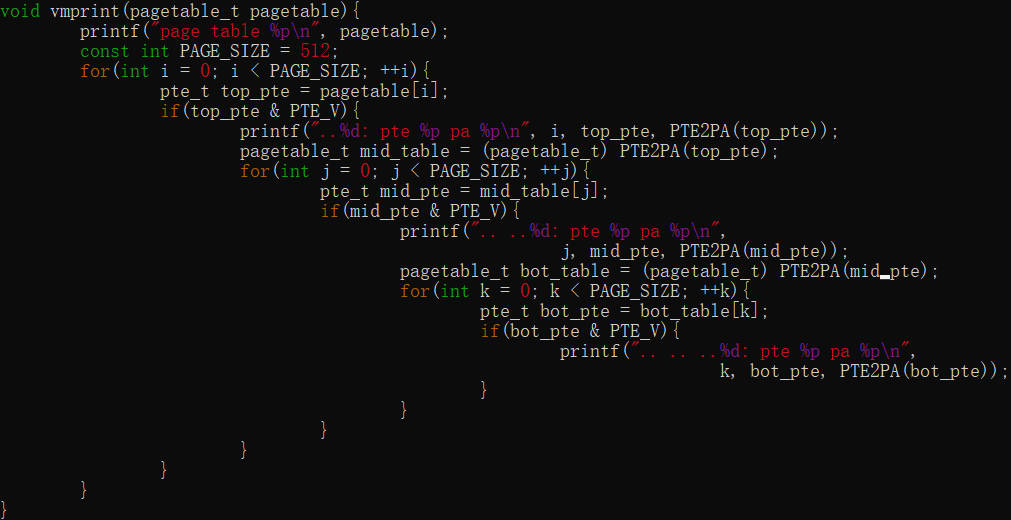 void vmprint(pagetable_t pagetable){
        printf("page table %p\n", pagetable);
        const int PAGE_SIZE = 512;
        for(int i = 0; i < PAGE_SIZE; ++i){
                pte_t top_pte = pagetable[i];
                if(top_pte & PTE_V){
                        printf("..%d: pte %p pa %p\n", i, top_pte, PTE2PA(top_pte));
                        pagetable_t mid_table = (pagetable_t) PTE2PA(top_pte);
                        for(int j = 0; j < PAGE_SIZE; ++j){
                                pte_t mid_pte = mid_table[j];
                                if(mid_pte & PTE_V){
                                        printf(".. ..%d: pte %p pa %p\n",
                                                        j, mid_pte, PTE2PA(mid_pte));
                                        pagetable_t bot_table = (pagetable_t) PTE2PA(mid_pte);
                                        for(int k = 0; k < PAGE_SIZE; ++k){
                                                pte_t bot_pte = bot_table[k];
                                                if(bot_pte & PTE_V){
                                                        printf(".. .. ..%d: pte %p pa %p\n",
                                                                        k, bot_pte, PTE2PA(bot_pte));
                                                }
                                        }
                                }
                        }
                }
        }
}